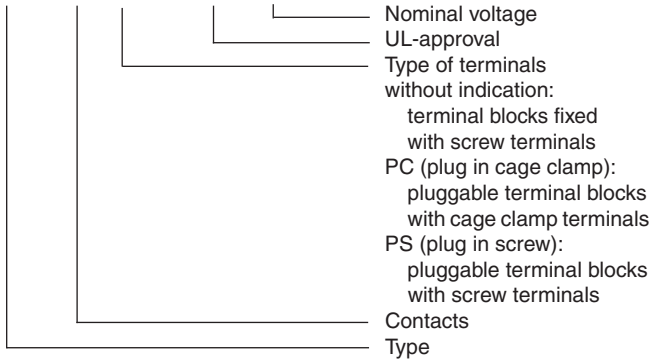 Nominal voltage
UL-approval
Type of terminals
without indication:
terminal blocks fixed
with screw terminals
PC (plug in cage clamp):
pluggable terminal blocks
with cage clamp terminals
PS (plug in screw):
pluggable terminal blocks
with screw terminals
Contacts
Type